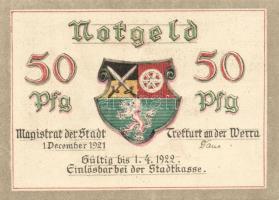 Notgeld
50 50
Pfg Pfg
Magistrat der Stadt Treffurt an der Werra
1 December 1921
Gültig bis 1.4.1922.
Einlösbar bei der Stadtkasse.